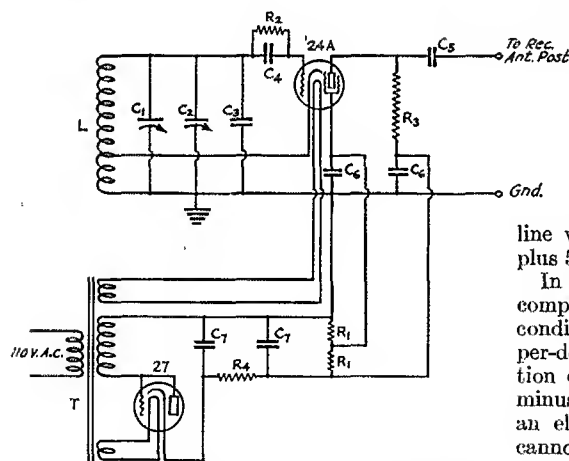 R2
'24A
C5
To Rec.
Ant. Post
C4
C1
C2
C3
L
R3
C6
C6
Gnd.
110 V. A.C.
T
27
C7
C7
R4
R1
R1
line v
plus 5
In
comp
condi
per-de
tion c
minus
an el
canno